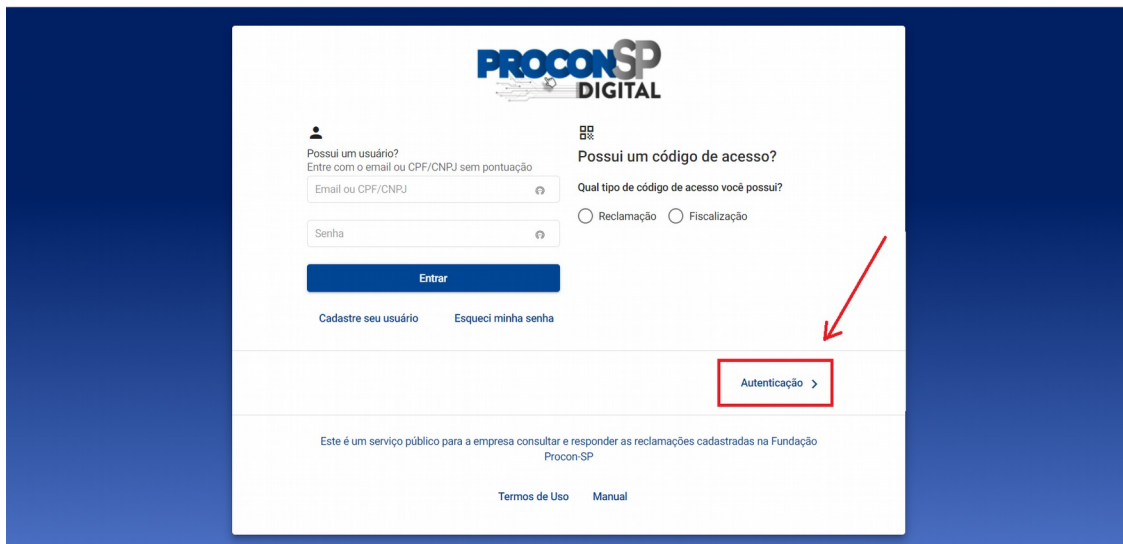 PROCONSP
DIGITAL
Possui um usuário?
Entre com o email ou CPF/CNPJ sem pontuação
Email ou CPF/CNPJ
Senha
Entrar
Cadastre seu usuário
Esqueci minha senha
Possui um código de acesso?
Qual tipo de código de acesso você possui?
Reclamação
Fiscalização
Autenticação
Este é um serviço público para a empresa consultar e responder as reclamações cadastradas na Fundação
Procon-SP
Termos de Uso
Manual